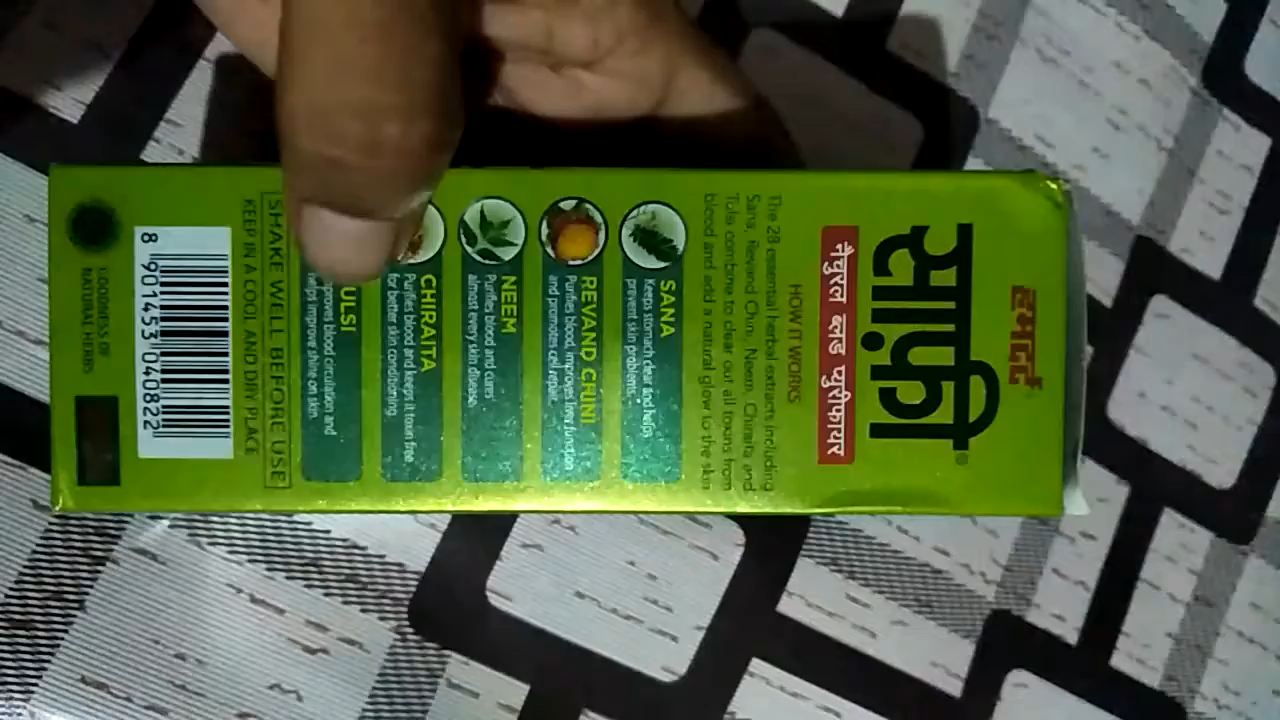 हमदर्द
साफ़ी®
नैचुरल ब्लड प्यूरीफायर
HOW IT WORKS
The 28 essential herbal extracts including
Sana, Revand Chini, Neem, Chiraita and
Tulsi combine to clear out all toxins from
blood and add a natural glow to the skin
SANA
Keeps stomach clear and helps
prevent skin problems.
REVAND CHINI
Purifies blood, improves liver function
and promotes cell repair.
NEEM
Purifies blood and cures
almost every skin disease.
CHIRAITA
Purifies blood and keeps it toxin free
for better skin conditioning.
ULSI
proves blood circulation and
helps improve shine on skin.
SHAKE WELL BEFORE USE
KEEP IN A COOL AND DRY PLACE
8 901453 040822
GOODNESS OF
NATURAL HERBS